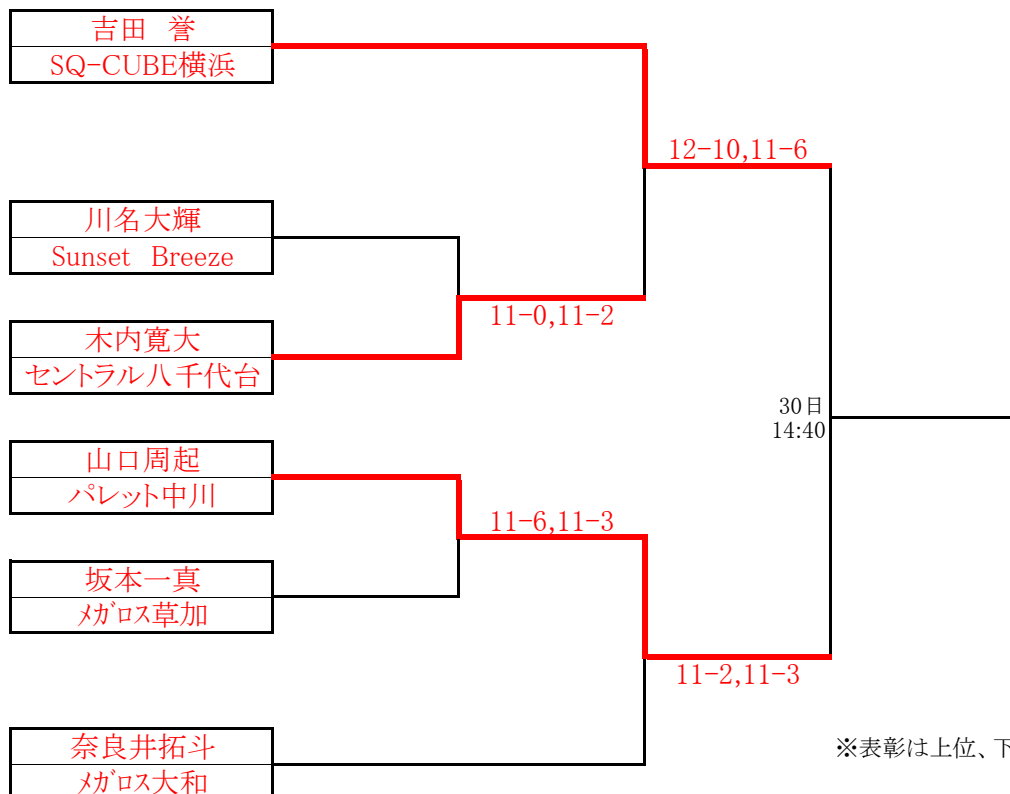 吉田　誉
SQ-CUBE横浜
12-10,11-6
川名大輝
Sunset　Breeze
11-0,11-2
木内寛大
セントラル八千代台
30日
14:40
山口周起
パレット中川
11-6,11-3
坂本一真
ﾒｶﾞﾛｽ草加
11-2,11-3
奈良井拓斗
ﾒｶﾞﾛｽ大和
※表彰は上位、下